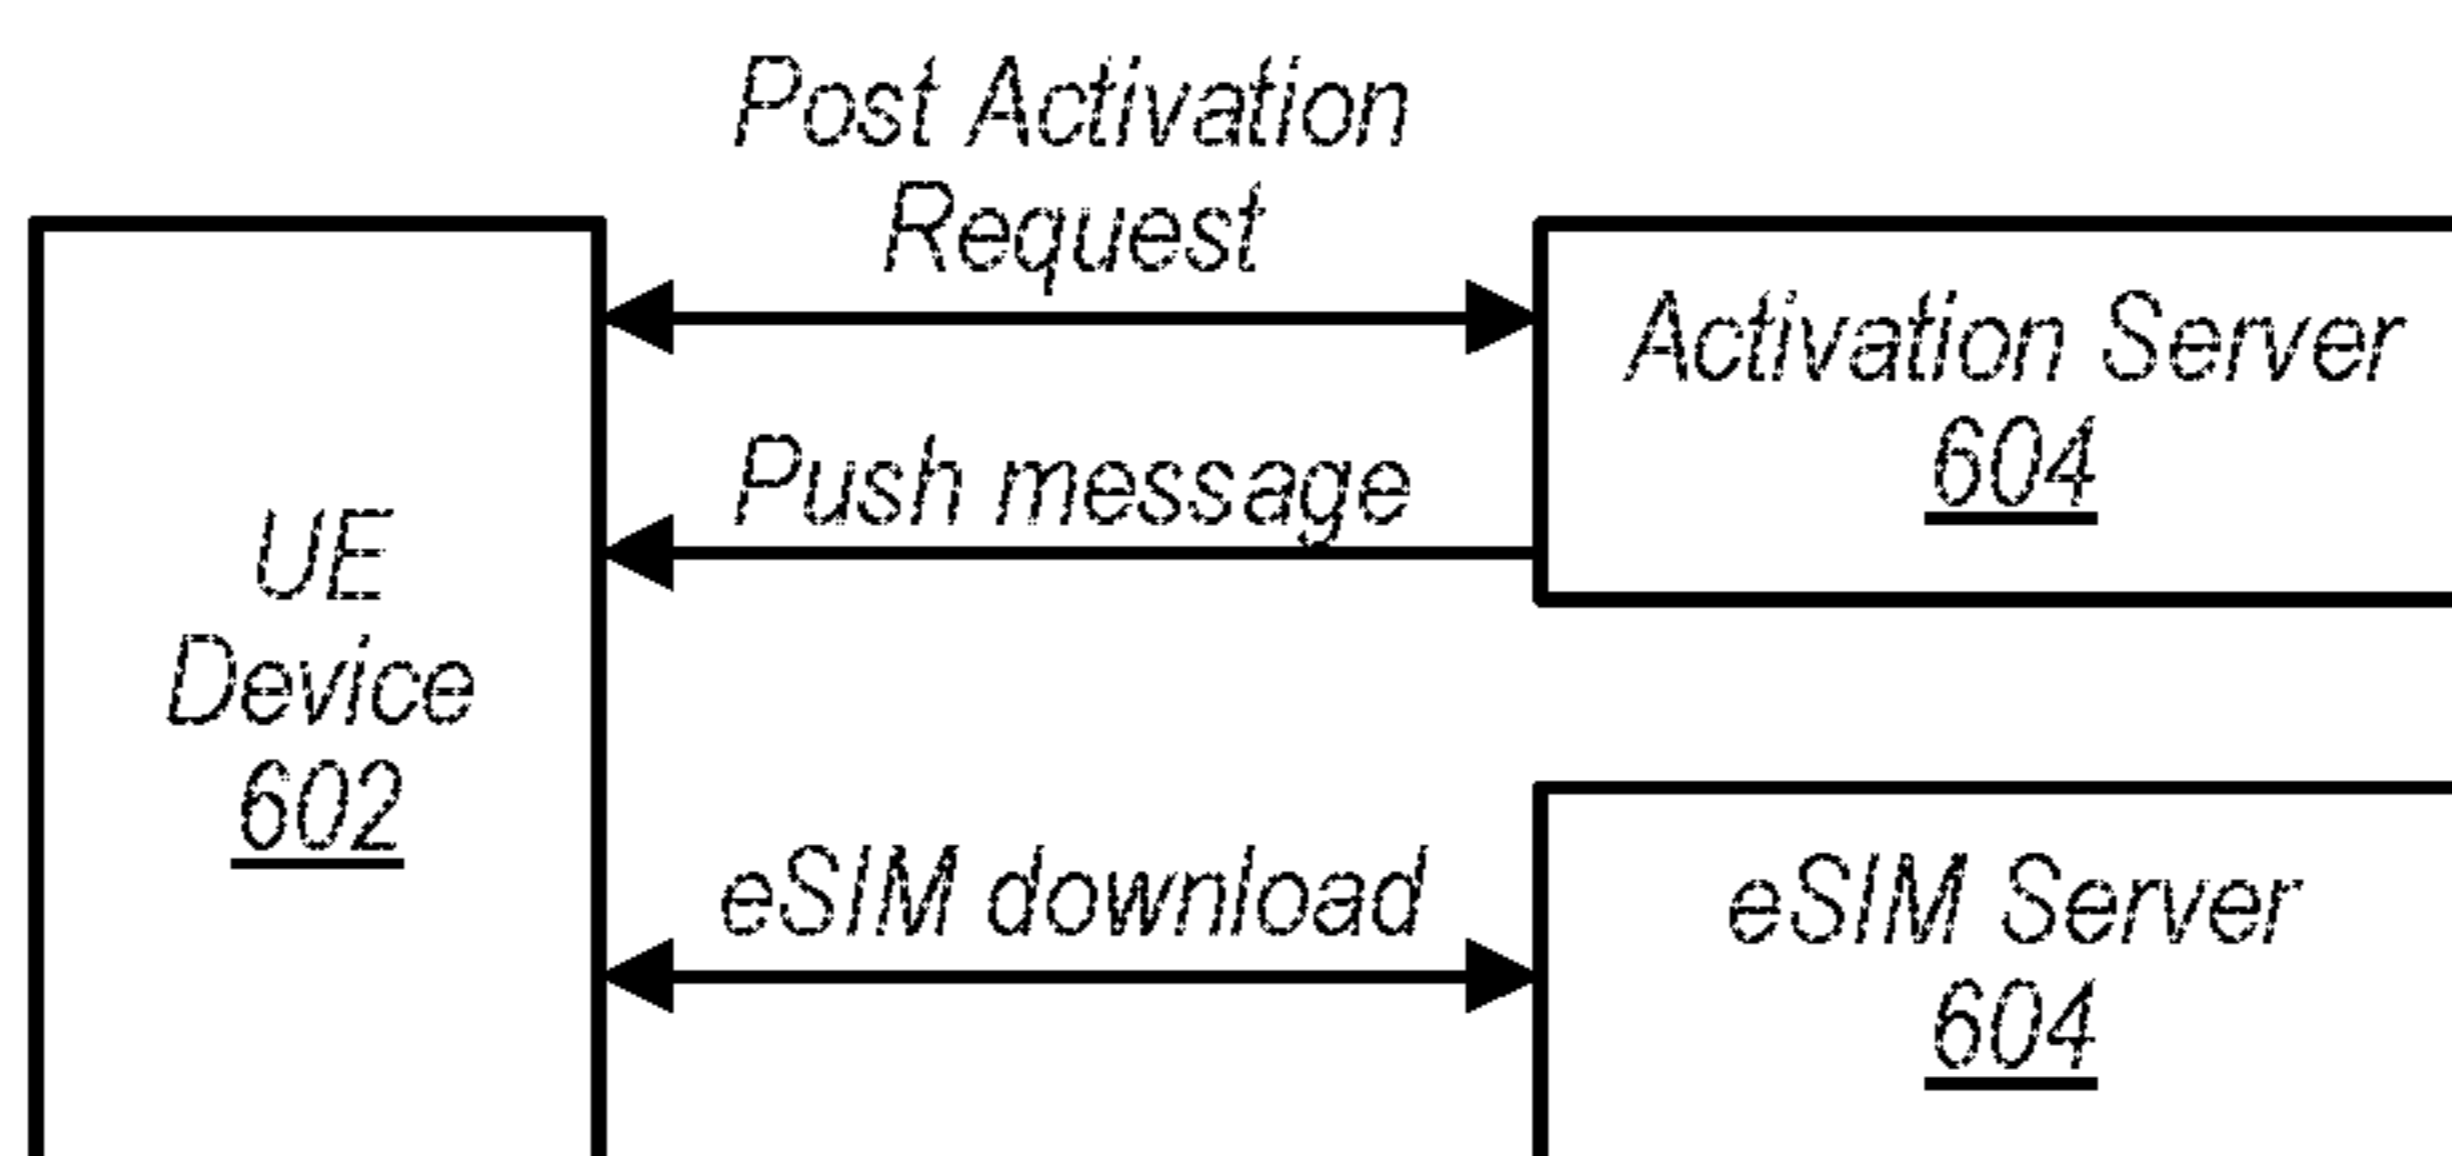 Post Activation
Request
Activation Server
604
Push message
UE
Device
602
eSIM download
eSIM Server
604